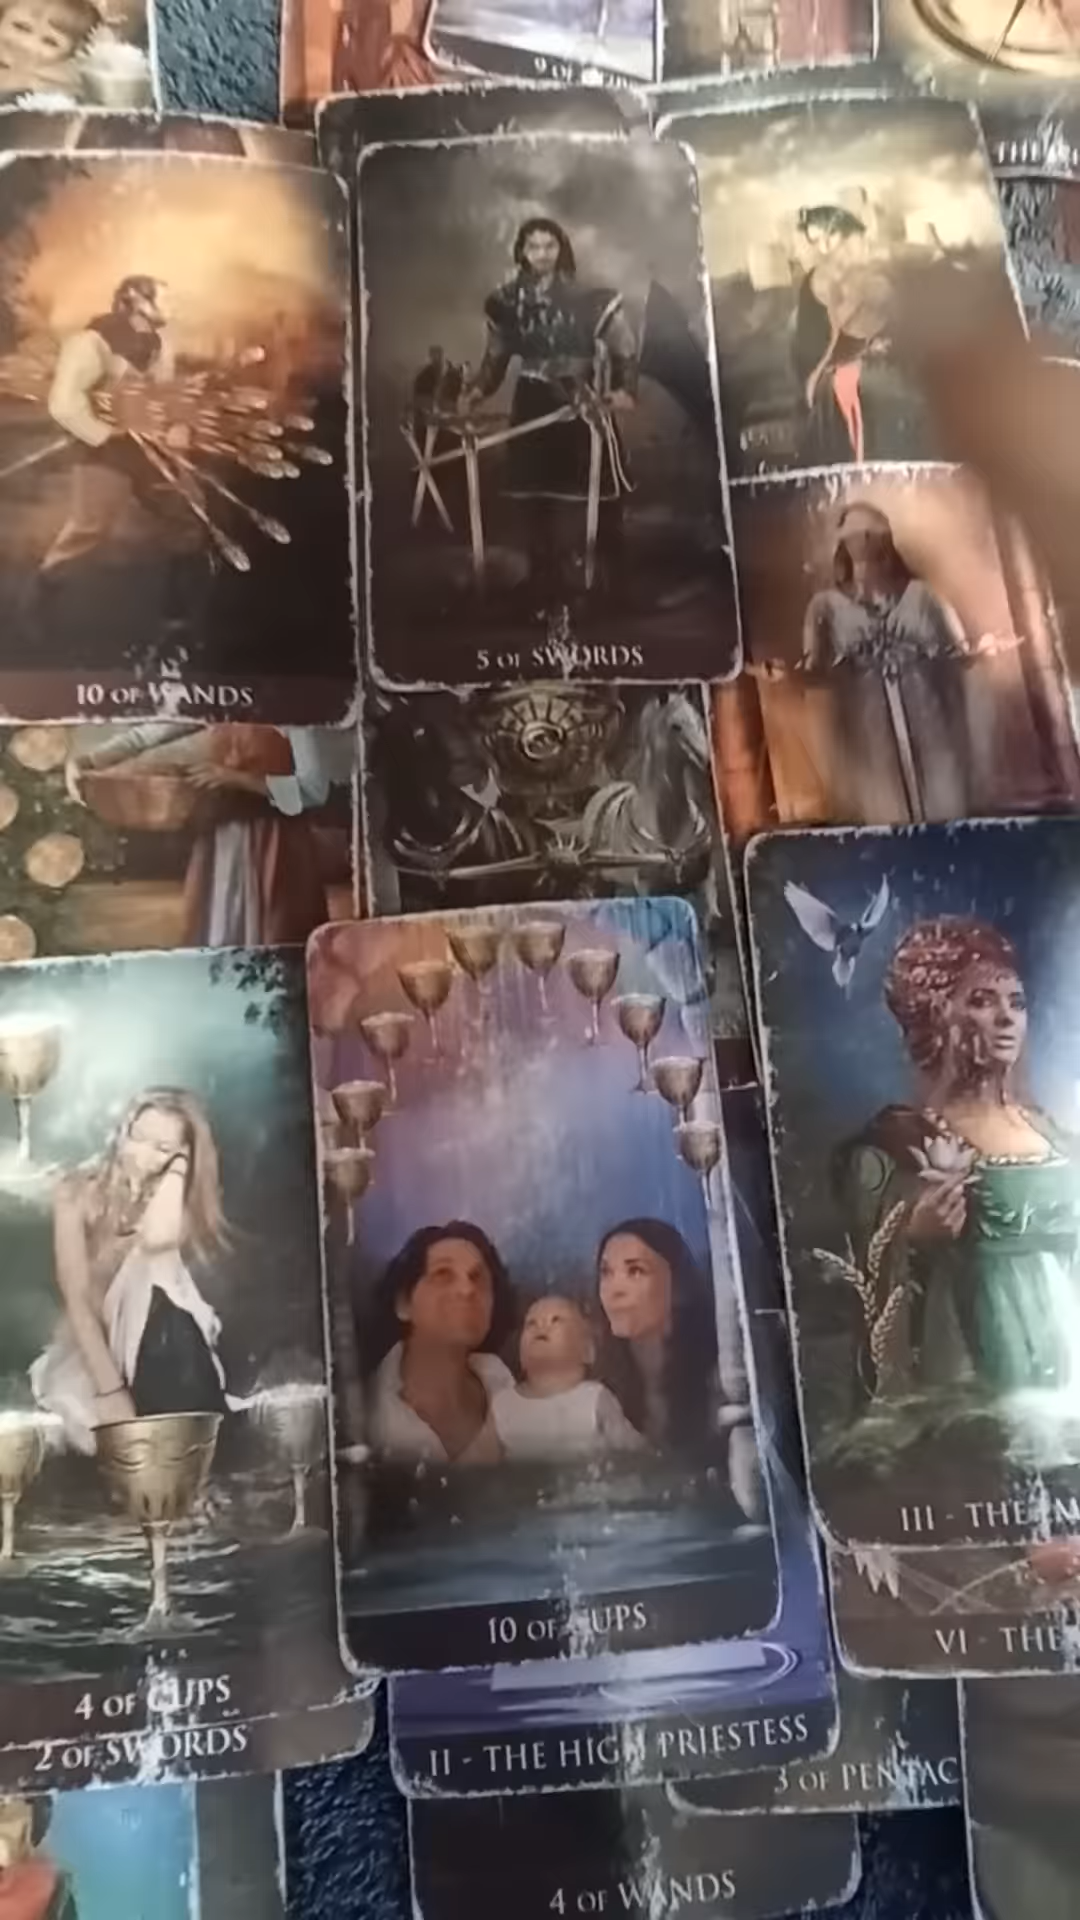 9 OF
THE
5 OF SWORDS
10 OF WANDS
III - THE
10 OF CUPS
VI - THE
4 OF CUPS
2 OF SWORDS
II - THE HIGH PRIESTESS
3 OF PENTAC
4 OF WANDS